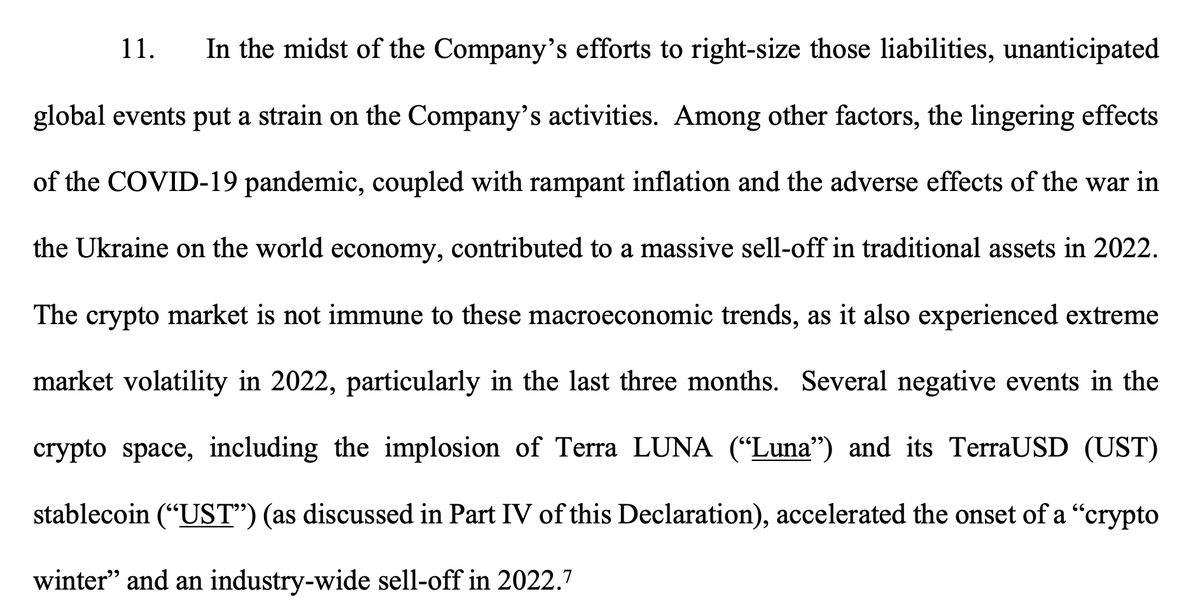 11. In the midst of the Company’s efforts to right-size those liabilities, unanticipated
global events put a strain on the Company’s activities. Among other factors, the lingering effects
of the COVID-19 pandemic, coupled with rampant inflation and the adverse effects of the war in
the Ukraine on the world economy, contributed to a massive sell-off in traditional assets in 2022.
The crypto market is not immune to these macroeconomic trends, as it also experienced extreme
market volatility in 2022, particularly in the last three months. Several negative events in the
crypto space, including the implosion of Terra LUNA (“Luna”) and its TerraUSD (UST)
stablecoin (“UST”) (as discussed in Part IV of this Declaration), accelerated the onset of a “crypto
winter” and an industry-wide sell-off in 2022.7